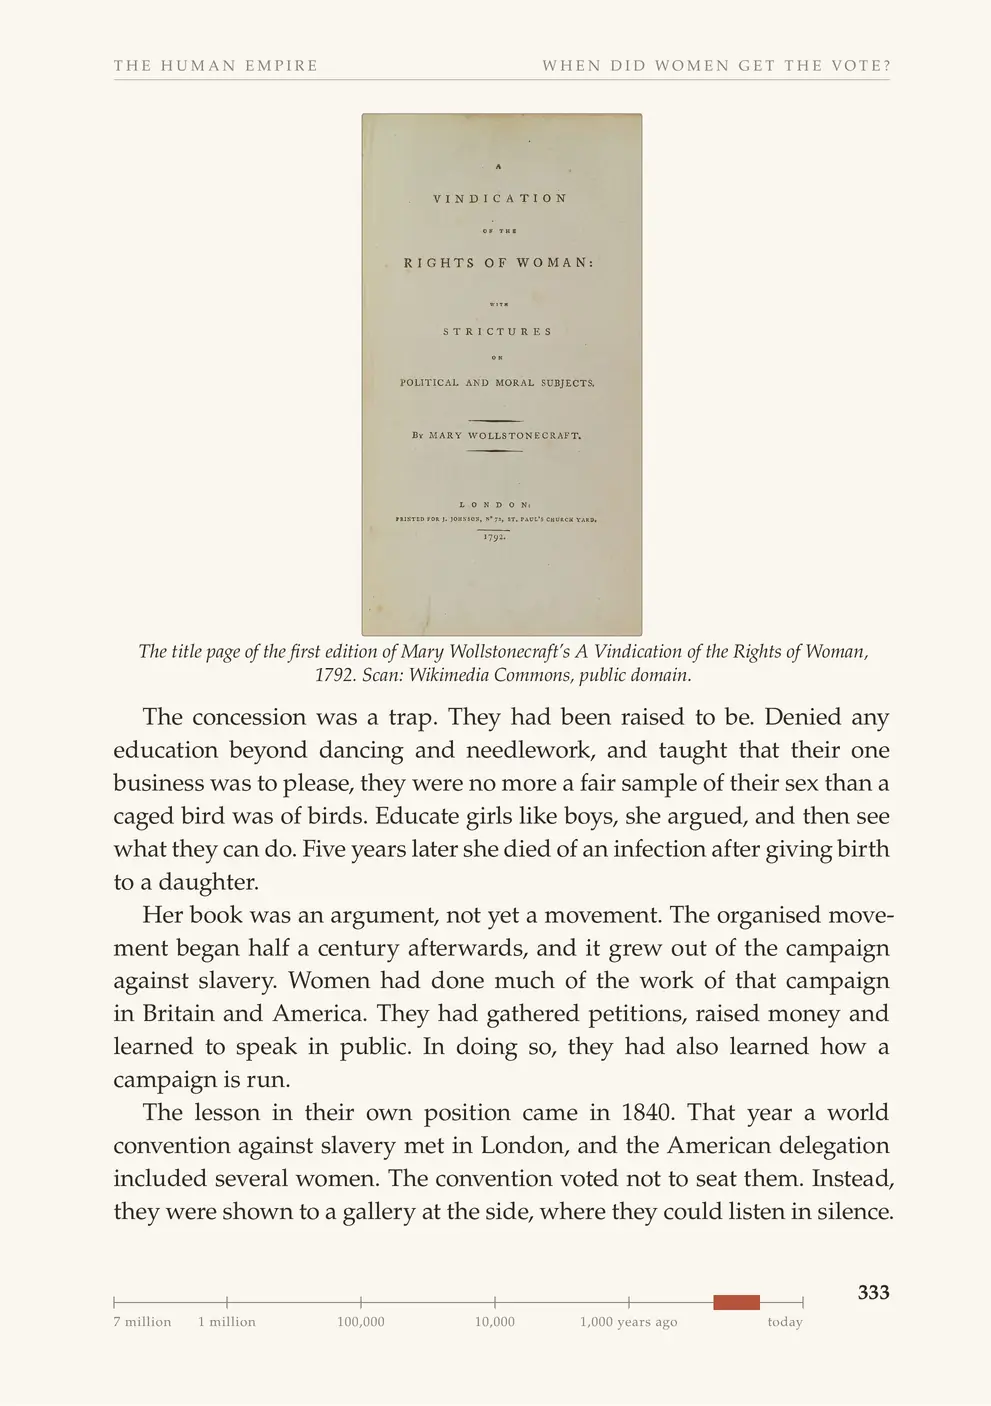 THE HUMAN EMPIRE
WHEN DID WOMEN GET THE VOTE?
A
VINDICATION
OF THE
RIGHTS OF WOMAN:
WITH
STRICTURES
ON
POLITICAL AND MORAL SUBJECTS.
By MARY WOLLSTONECRAFT.
LONDON:
PRINTED FOR J. JOHNSON, Nº 72, ST. PAUL'S CHURCH YARD.
1792.
The title page of the first edition of Mary Wollstonecraft's A Vindication of the Rights of Woman,
1792. Scan: Wikimedia Commons, public domain.
The concession was a trap. They had been raised to be. Denied any
education beyond dancing and needlework, and taught that their one
business was to please, they were no more a fair sample of their sex than a
caged bird was of birds. Educate girls like boys, she argued, and then see
what they can do. Five years later she died of an infection after giving birth
to a daughter.
Her book was an argument, not yet a movement. The organised move-
ment began half a century afterwards, and it grew out of the campaign
against slavery. Women had done much of the work of that campaign
in Britain and America. They had gathered petitions, raised money and
learned to speak in public. In doing so, they had also learned how a
campaign is run.
The lesson in their own position came in 1840. That year a world
convention against slavery met in London, and the American delegation
included several women. The convention voted not to seat them. Instead,
they were shown to a gallery at the side, where they could listen in silence.
333
7 million 1 million 100,000 10,000 1,000 years ago today